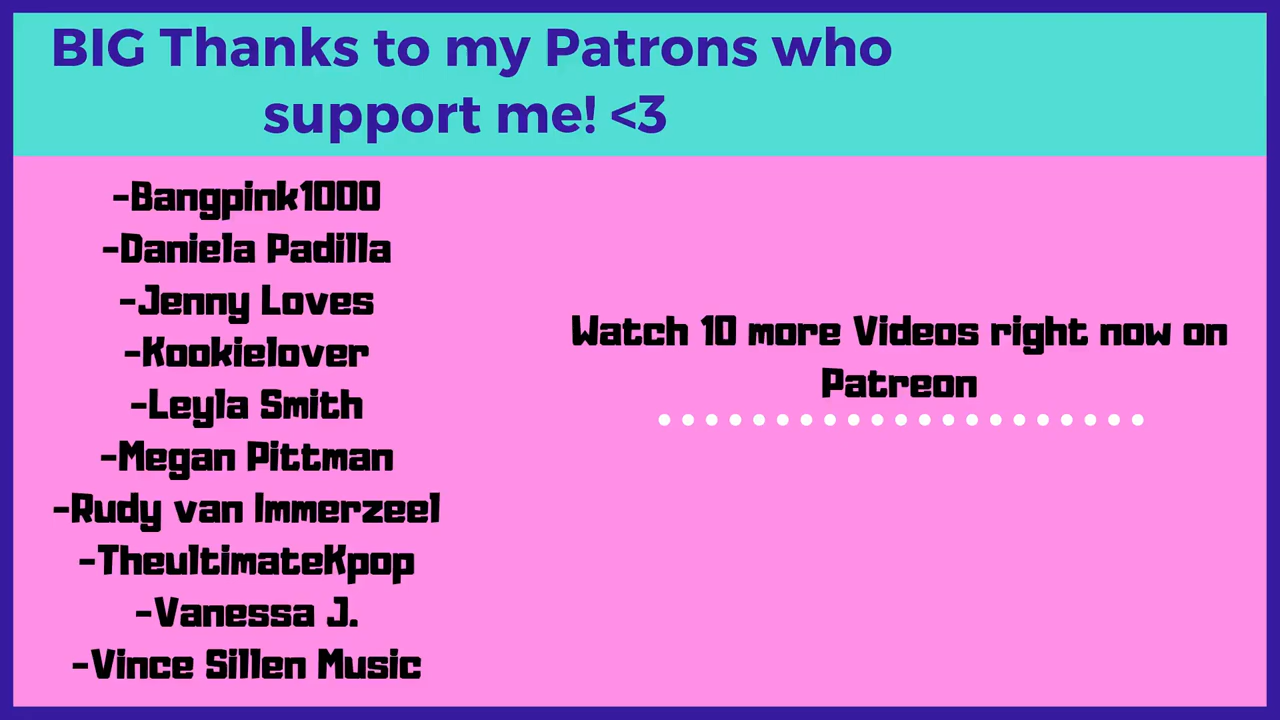 BIG Thanks to my Patrons who
support me! <3
-Bangpink1000
-Daniela Padilla
-Jenny Loves
-Kookielover
-Leyla Smith
-Megan Pittman
-Rudy van Immerzeel
-TheultimateKpop
-Vanessa J.
-Vince Sillen Music
Watch 10 more Videos right now on
Patreon